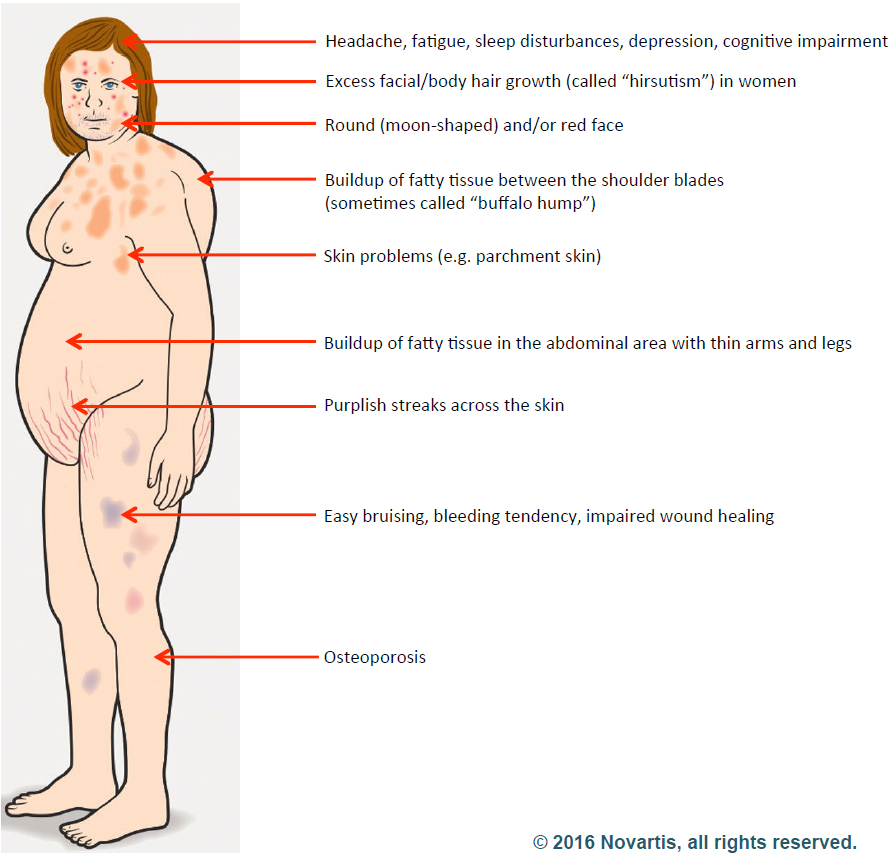 Headache, fatigue, sleep disturbances, depression, cognitive impairment
Excess facial/body hair growth (called “hirsutism”) in women
Round (moon-shaped) and/or red face
Buildup of fatty tissue between the shoulder blades
(sometimes called “buffalo hump”)
Skin problems (e.g. parchment skin)
Buildup of fatty tissue in the abdominal area with thin arms and legs
Purplish streaks across the skin
Easy bruising, bleeding tendency, impaired wound healing
Osteoporosis
© 2016 Novartis, all rights reserved.